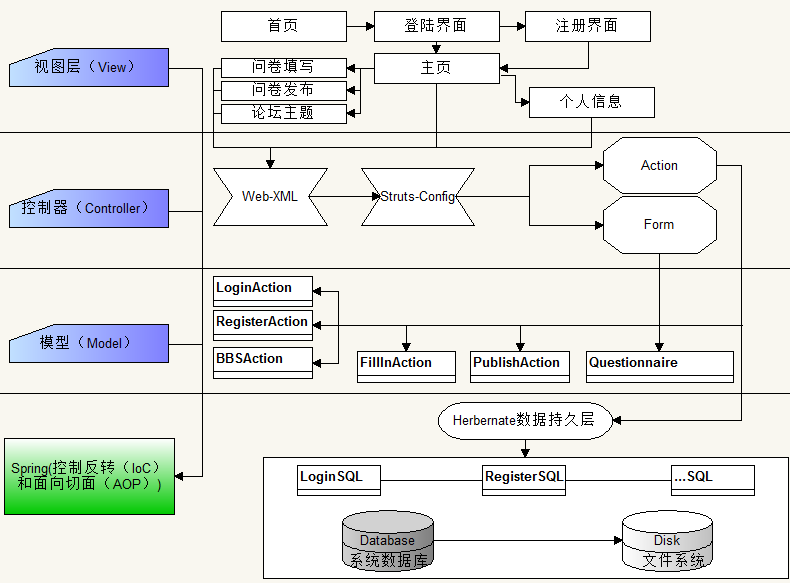 首页
登陆界面
注册界面
视图层（View）
问卷填写
主页
问卷发布
个人信息
论坛主题
控制器（Controller）
Web-XML
Struts-Config
Action
Form
LoginAction
RegisterAction
模型（Model）
BBSAction
FillInAction
PublishAction
Questionnaire
Herbernate数据持久层
Spring(控制反转（IoC）
和面向切面（AOP）)
LoginSQL
RegisterSQL
...SQL
Database
系统数据库
Disk
文件系统